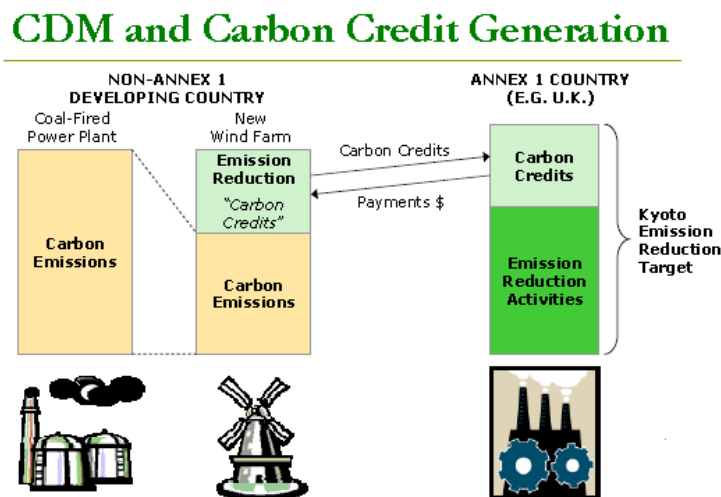 CDM and Carbon Credit Generation
NON-ANNEX 1
DEVELOPING COUNTRY
Coal-Fired
Power Plant
New
Wind Farm
ANNEX 1 COUNTRY
(E.G. U.K.)
Carbon
Emissions
Emission
Reduction
"Carbon
Credits"
Carbon
Emissions
Carbon Credits
Payments $
Carbon
Credits
Emission
Reduction
Activities
Kyoto
Emission
Reduction
Target